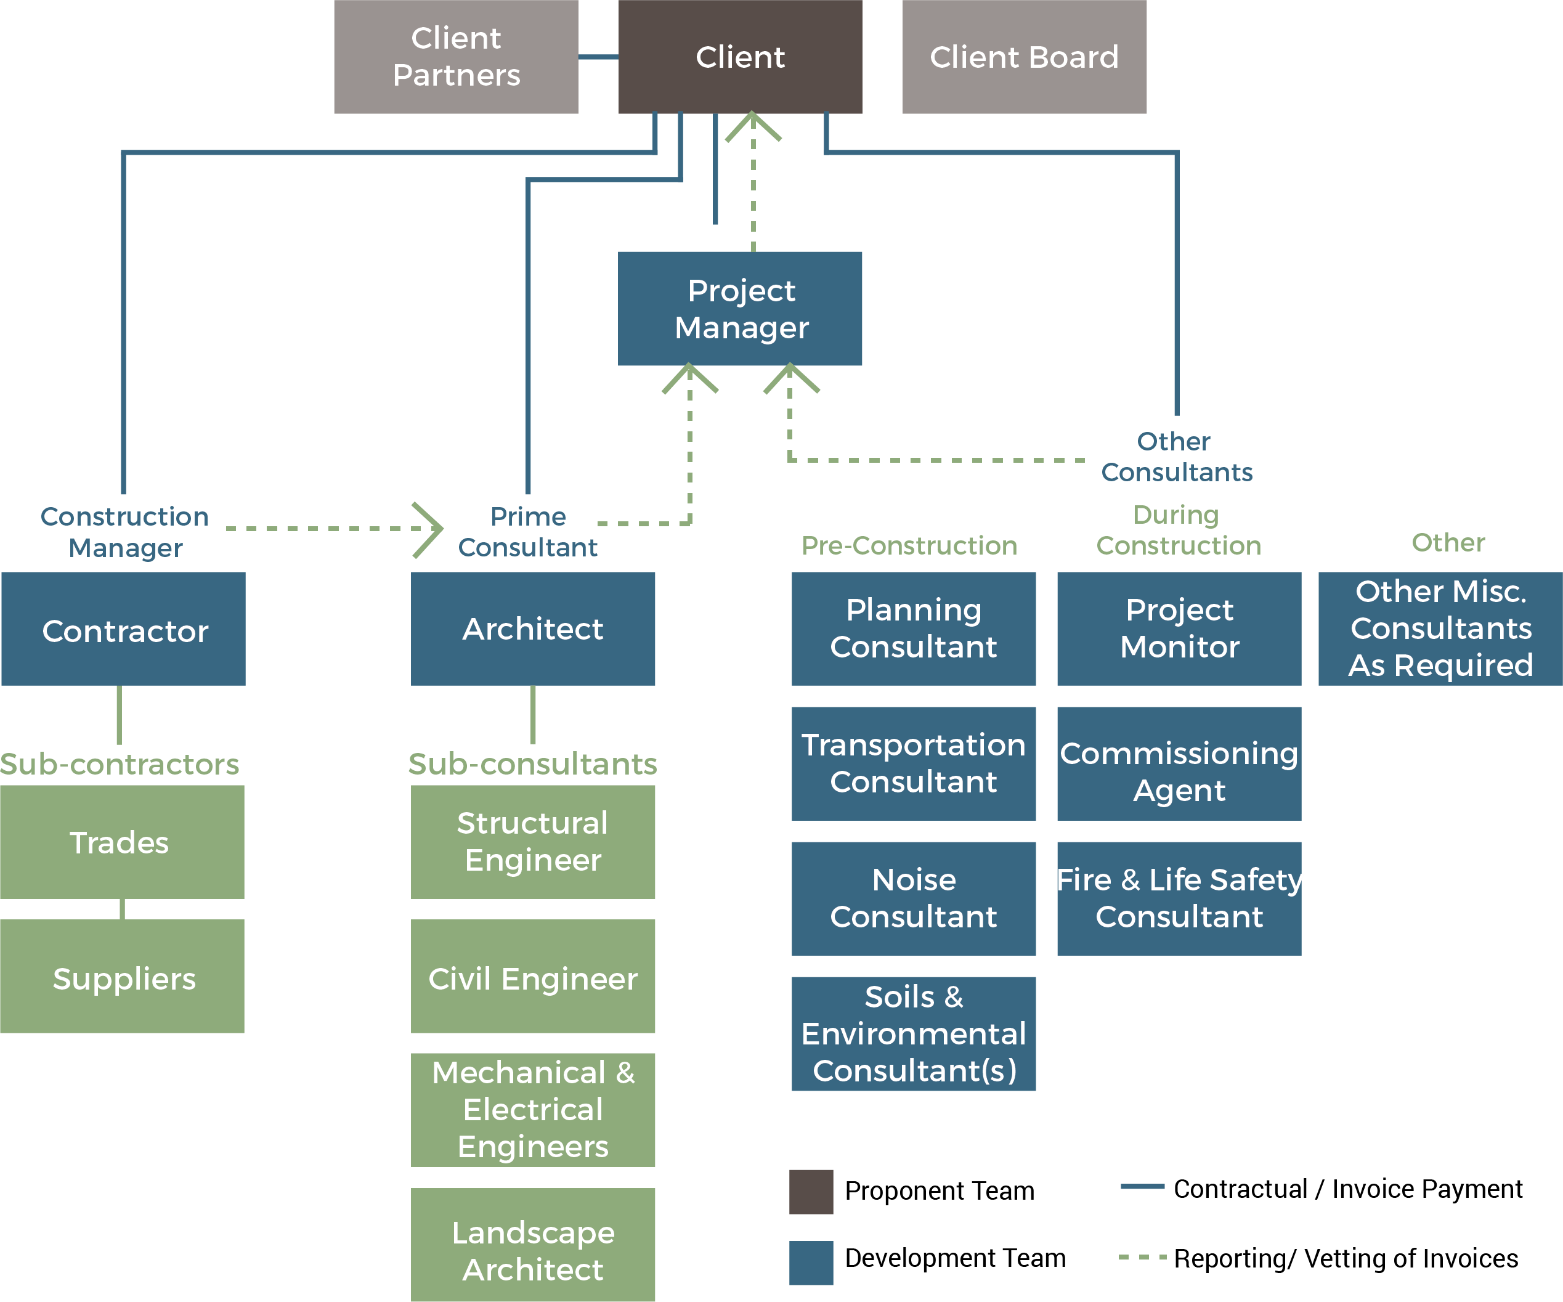 Client
Partners
Client
Client Board
Project
Manager
Other
Consultants
Construction
Manager
Prime
Consultant
Pre-Construction
During
Construction
Other
Contractor
Architect
Planning
Consultant
Project
Monitor
Other Misc.
Consultants
As Required
Sub-contractors
Sub-consultants
Transportation
Consultant
Commissioning
Agent
Trades
Structural
Engineer
Noise
Consultant
Fire & Life Safety
Consultant
Suppliers
Civil Engineer
Soils &
Environmental
Consultant(s)
Mechanical &
Electrical
Engineers
Landscape
Architect
Proponent Team
Contractual / Invoice Payment
Development Team
Reporting/ Vetting of Invoices